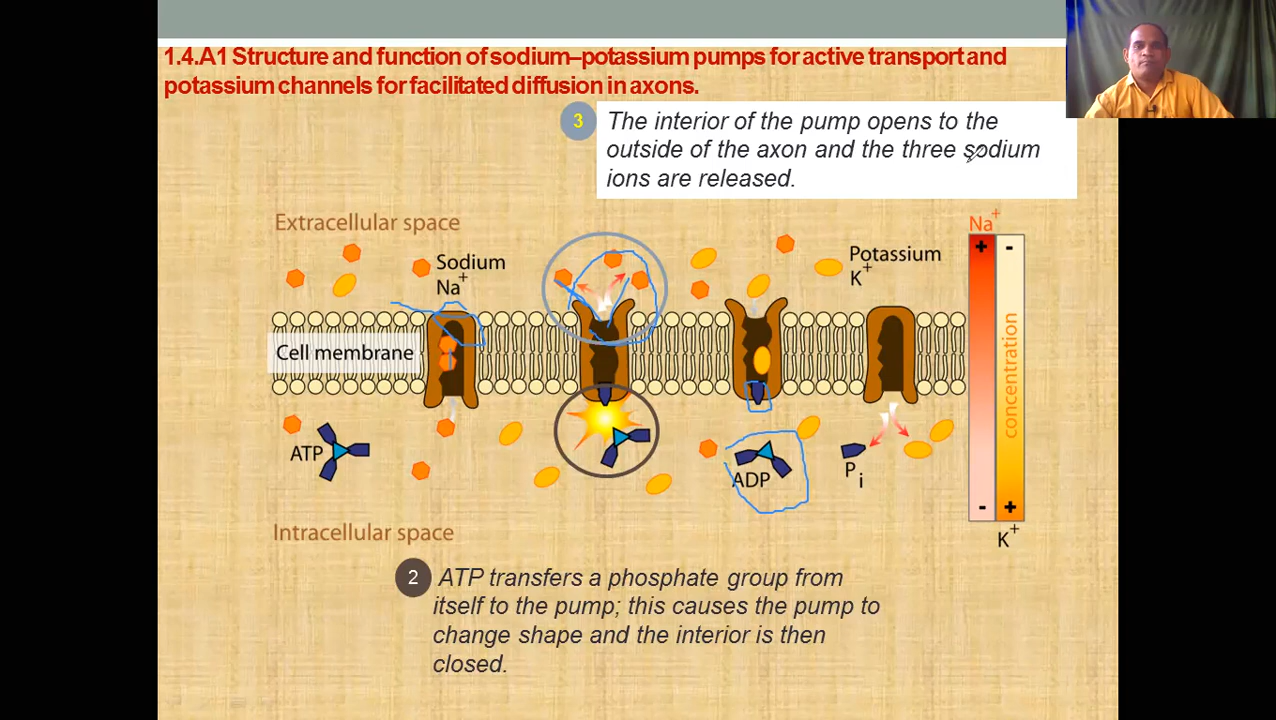 1.4.A1 Structure and function of sodium–potassium pumps for active transport and
potassium channels for facilitated diffusion in axons.
3
The interior of the pump opens to the
outside of the axon and the three sodium
ions are released.
Extracellular space
Sodium
Na+
Potassium
K+
Na+
+ -
Cell membrane
concentration
ATP
ADP
Pi
- +
K+
Intracellular space
2
ATP transfers a phosphate group from
itself to the pump; this causes the pump to
change shape and the interior is then
closed.